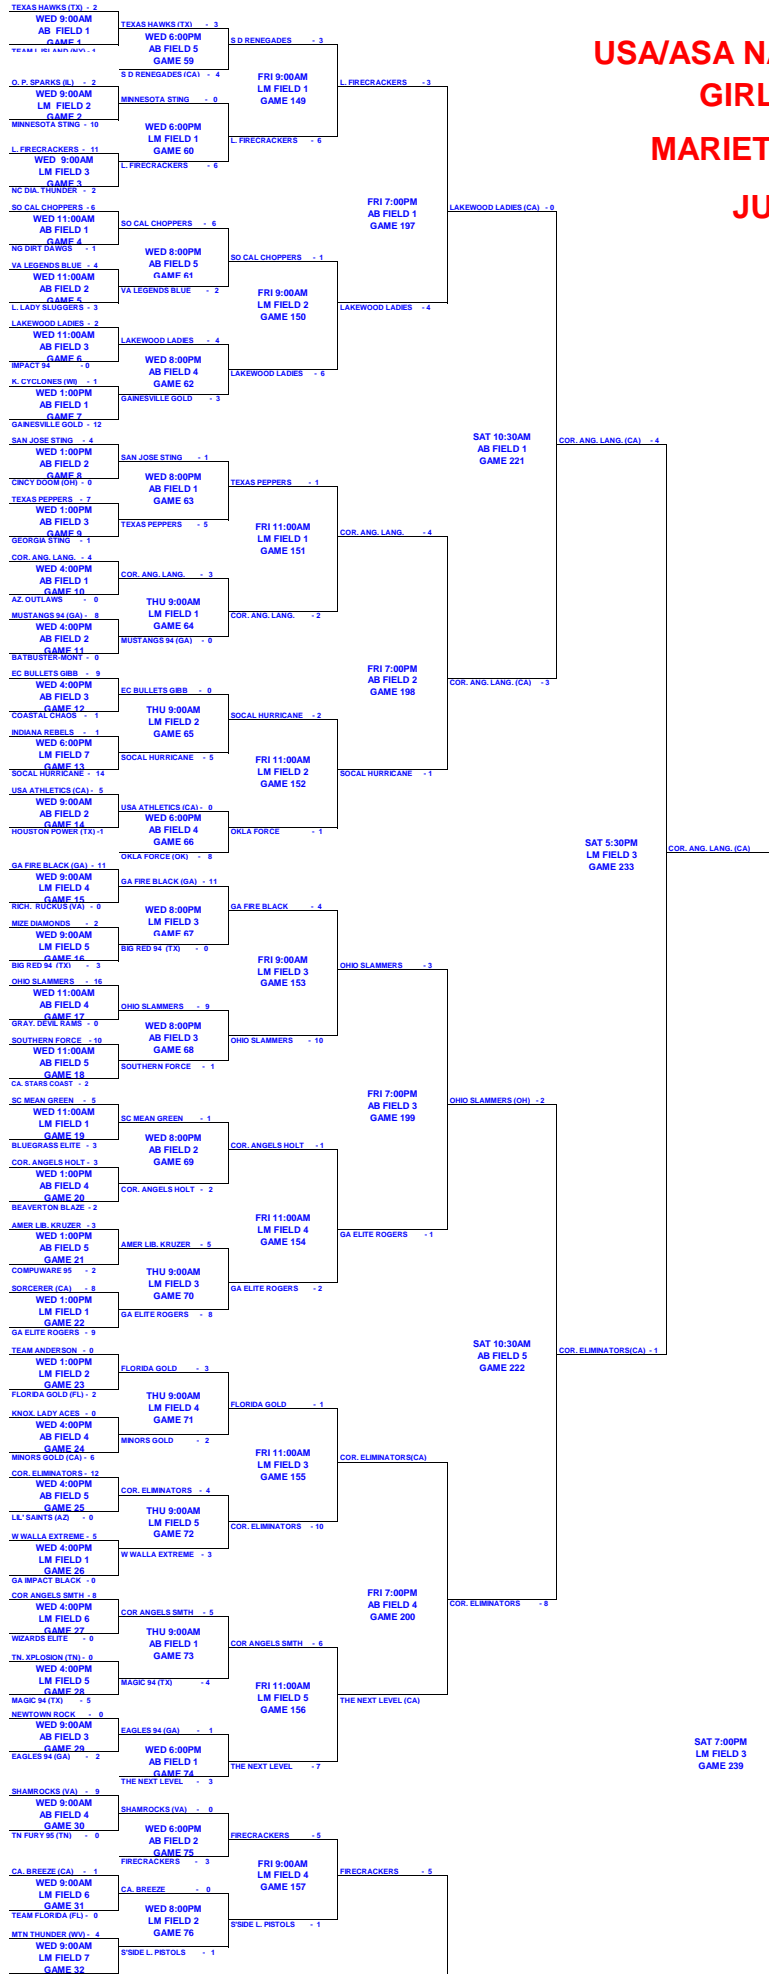 USA/ASA NA
GIRL
MARIET
JU
TEXAS HAWKS (TX) - 2
WED 9:00AM
AB FIELD 1
GAME 1
TEAM L ISLAND (NY)- 1
O. P. SPARKS (IL) - 2
WED 9:00AM
LM FIELD 2
GAME 2
MINNESOTA STING - 10
L. FIRECRACKERS - 11
WED 9:00AM
LM FIELD 3
GAME 3
NC DIA. THUNDER - 2
SO CAL CHOPPERS - 6
WED 11:00AM
AB FIELD 1
GAME 4
NG DIRT DAWGS - 1
VA LEGENDS BLUE - 4
WED 11:00AM
AB FIELD 2
GAME 5
L. LADY SLUGGERS - 3
LAKEWOOD LADIES - 2
WED 11:00AM
AB FIELD 3
GAME 6
IMPACT 94 - 0
K. CYCLONES (WI) - 1
WED 1:00PM
AB FIELD 1
GAME 7
GAINESVILLE GOLD - 12
SAN JOSE STING - 4
WED 1:00PM
AB FIELD 2
GAME 8
CINCY DOOM (OH) - 0
TEXAS PEPPERS - 7
WED 1:00PM
AB FIELD 3
GAME 9
GEORGIA STING - 1
COR. ANG. LANG. - 4
WED 4:00PM
AB FIELD 1
GAME 10
AZ. OUTLAWS - 0
MUSTANGS 94 (GA) - 8
WED 4:00PM
AB FIELD 2
GAME 11
BATBUSTER-MONT - 0
EC BULLETS GIBB - 9
WED 4:00PM
AB FIELD 3
GAME 12
COASTAL CHAOS - 1
INDIANA REBELS - 1
WED 6:00PM
LM FIELD 7
GAME 13
SOCAL HURRICANE - 14
USA ATHLETICS (CA) - 5
WED 9:00AM
AB FIELD 2
GAME 14
HOUSTON POWER (TX) -1
GA FIRE BLACK (GA) - 11
WED 9:00AM
LM FIELD 4
GAME 15
RICH. RUCKUS (VA) - 0
MIZE DIAMONDS - 2
WED 9:00AM
LM FIELD 5
GAME 16
BIG RED 94 (TX) - 3
OHIO SLAMMERS - 16
WED 11:00AM
AB FIELD 4
GAME 17
GRAY. DEVIL RAMS - 0
SOUTHERN FORCE - 10
WED 11:00AM
AB FIELD 5
GAME 18
CA. STARS COAST - 2
SC MEAN GREEN - 5
WED 11:00AM
LM FIELD 1
GAME 19
BLUEGRASS ELITE - 3
COR. ANGELS HOLT - 3
WED 1:00PM
AB FIELD 4
GAME 20
BEAVERTON BLAZE - 2
AMER LIB. KRUZER - 3
WED 1:00PM
AB FIELD 5
GAME 21
COMPUWARE 95 - 2
SORCERER (CA) - 8
WED 1:00PM
LM FIELD 1
GAME 22
GA ELITE ROGERS - 9
TEAM ANDERSON - 0
WED 1:00PM
LM FIELD 2
GAME 23
FLORIDA GOLD (FL) - 2
KNOX. LADY ACES - 0
WED 4:00PM
AB FIELD 4
GAME 24
MINORS GOLD (CA) - 6
COR. ELIMINATORS - 12
WED 4:00PM
AB FIELD 5
GAME 25
LIL' SAINTS (AZ) - 0
W WALLA EXTREME - 5
WED 4:00PM
LM FIELD 1
GAME 26
GA IMPACT BLACK - 0
COR ANGELS SMTH - 8
WED 4:00PM
LM FIELD 6
GAME 27
WIZARDS ELITE - 0
TN. XPLOSION (TN) - 0
WED 4:00PM
LM FIELD 5
GAME 28
MAGIC 94 (TX) - 5
NEWTOWN ROCK - 0
WED 9:00AM
AB FIELD 3
GAME 29
EAGLES 94 (GA) - 2
SHAMROCKS (VA) - 9
WED 9:00AM
AB FIELD 4
GAME 30
TN FURY 95 (TN) - 0
CA. BREEZE (CA) - 1
WED 9:00AM
LM FIELD 6
GAME 31
TEAM FLORIDA (FL) - 0
MTN THUNDER (WV) - 4
WED 9:00AM
LM FIELD 7
GAME 32
TEXAS HAWKS (TX) - 3
WED 6:00PM
AB FIELD 5
GAME 59
S D RENEGADES (CA) - 4
MINNESOTA STING - 0
WED 6:00PM
LM FIELD 1
GAME 60
L. FIRECRACKERS - 6
SO CAL CHOPPERS - 6
WED 8:00PM
AB FIELD 5
GAME 61
VA LEGENDS BLUE - 2
LAKEWOOD LADIES - 4
WED 8:00PM
AB FIELD 4
GAME 62
GAINESVILLE GOLD - 3
SAN JOSE STING - 1
WED 8:00PM
AB FIELD 1
GAME 63
TEXAS PEPPERS - 5
COR. ANG. LANG. - 3
THU 9:00AM
LM FIELD 1
GAME 64
MUSTANGS 94 (GA) - 0
EC BULLETS GIBB - 0
THU 9:00AM
LM FIELD 2
GAME 65
SOCAL HURRICANE - 5
USA ATHLETICS (CA) - 0
WED 6:00PM
AB FIELD 4
GAME 66
OKLA FORCE (OK) - 8
GA FIRE BLACK (GA) - 11
WED 8:00PM
LM FIELD 3
GAME 67
BIG RED 94 (TX) - 0
OHIO SLAMMERS - 9
WED 8:00PM
AB FIELD 3
GAME 68
SOUTHERN FORCE - 1
SC MEAN GREEN - 1
WED 8:00PM
AB FIELD 2
GAME 69
COR. ANGELS HOLT - 2
AMER LIB. KRUZER - 5
THU 9:00AM
LM FIELD 3
GAME 70
GA ELITE ROGERS - 8
FLORIDA GOLD - 3
THU 9:00AM
LM FIELD 4
GAME 71
MINORS GOLD - 2
COR. ELIMINATORS - 4
THU 9:00AM
LM FIELD 5
GAME 72
W WALLA EXTREME - 3
COR ANGELS SMTH - 5
THU 9:00AM
AB FIELD 1
GAME 73
MAGIC 94 (TX) - 4
EAGLES 94 (GA) - 1
WED 6:00PM
AB FIELD 1
GAME 74
THE NEXT LEVEL - 3
SHAMROCKS (VA) - 0
WED 6:00PM
AB FIELD 2
GAME 75
FIRECRACKERS - 3
CA. BREEZE - 0
WED 8:00PM
LM FIELD 2
GAME 76
S'SIDE L. PISTOLS - 1
S D RENEGADES - 3
FRI 9:00AM
LM FIELD 1
GAME 149
L. FIRECRACKERS - 6
SO CAL CHOPPERS - 1
FRI 9:00AM
LM FIELD 2
GAME 150
LAKEWOOD LADIES - 6
TEXAS PEPPERS - 1
FRI 11:00AM
LM FIELD 1
GAME 151
COR. ANG. LANG. - 2
SOCAL HURRICANE - 2
FRI 11:00AM
LM FIELD 2
GAME 152
OKLA FORCE - 1
GA FIRE BLACK - 4
FRI 9:00AM
LM FIELD 3
GAME 153
OHIO SLAMMERS - 10
COR. ANGELS HOLT - 1
FRI 11:00AM
LM FIELD 4
GAME 154
GA ELITE ROGERS - 2
FLORIDA GOLD - 1
FRI 11:00AM
LM FIELD 3
GAME 155
COR. ELIMINATORS - 10
COR ANGELS SMTH - 6
FRI 11:00AM
LM FIELD 5
GAME 156
THE NEXT LEVEL - 7
FIRECRACKERS - 5
FRI 9:00AM
LM FIELD 4
GAME 157
S'SIDE L. PISTOLS - 1
L. FIRECRACKERS - 3
FRI 7:00PM
AB FIELD 1
GAME 197
LAKEWOOD LADIES - 4
COR. ANG. LANG. - 4
FRI 7:00PM
AB FIELD 2
GAME 198
SOCAL HURRICANE - 1
OHIO SLAMMERS - 3
FRI 7:00PM
AB FIELD 3
GAME 199
GA ELITE ROGERS - 1
COR. ELIMINATORS(CA)
FRI 7:00PM
AB FIELD 4
GAME 200
THE NEXT LEVEL (CA)
FIRECRACKERS - 5
LAKEWOOD LADIES (CA) - 0
SAT 10:30AM
AB FIELD 1
GAME 221
COR. ANG. LANG. (CA) - 3
OHIO SLAMMERS (OH) - 2
SAT 10:30AM
AB FIELD 5
GAME 222
COR. ELIMINATORS - 8
COR. ANG. LANG. (CA) - 4
SAT 5:30PM
LM FIELD 3
GAME 233
COR. ELIMINATORS(CA) - 1
COR. ANG. LANG. (CA)
SAT 7:00PM
LM FIELD 3
GAME 239